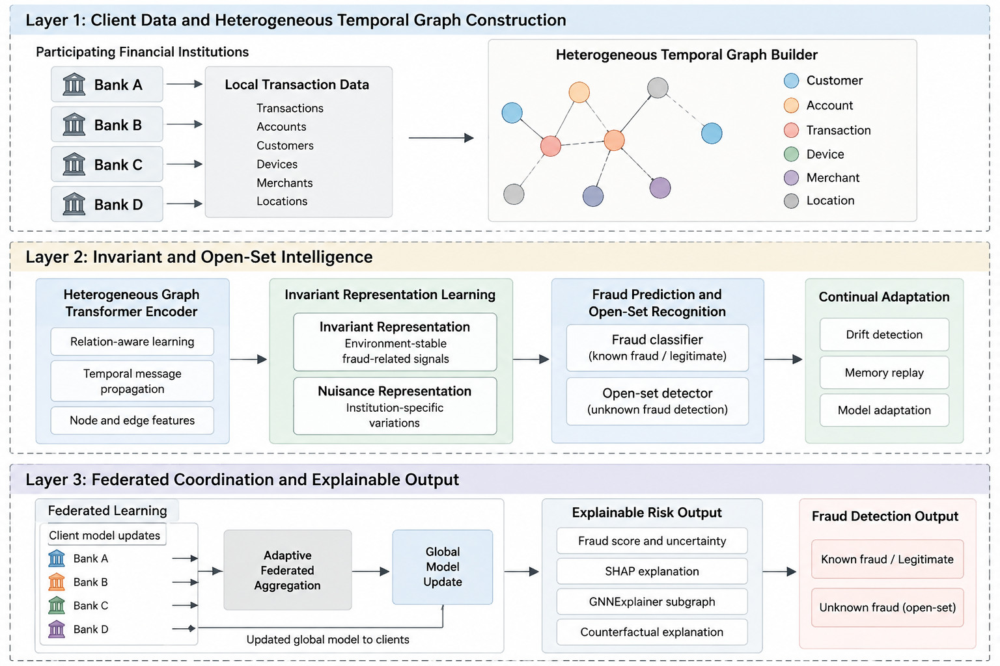 Layer 1: Client Data and Heterogeneous Temporal Graph Construction
Participating Financial Institutions
Bank A
Bank B
Bank C
Bank D
Local Transaction Data
Transactions
Accounts
Customers
Devices
Merchants
Locations
Heterogeneous Temporal Graph Builder
Customer
Account
Transaction
Device
Merchant
Location
Layer 2: Invariant and Open-Set Intelligence
Heterogeneous Graph
Transformer Encoder
Relation-aware learning
Temporal message
propagation
Node and edge features
Invariant Representation Learning
Invariant Representation
Environment-stable
fraud-related signals
Nuisance Representation
Institution-specific
variations
Fraud Prediction and
Open-Set Recognition
Fraud classifier
(known fraud / legitimate)
Open-set detector
(unknown fraud detection)
Continual Adaptation
Drift detection
Memory replay
Model adaptation
Layer 3: Federated Coordination and Explainable Output
Federated Learning
Client model updates
Bank A
Bank B
Bank C
Bank D
Adaptive
Federated
Aggregation
Global
Model
Update
Updated global model to clients
Explainable Risk Output
Fraud score and uncertainty
SHAP explanation
GNNExplainer subgraph
Counterfactual explanation
Fraud Detection Output
Known fraud / Legitimate
Unknown fraud (open-set)